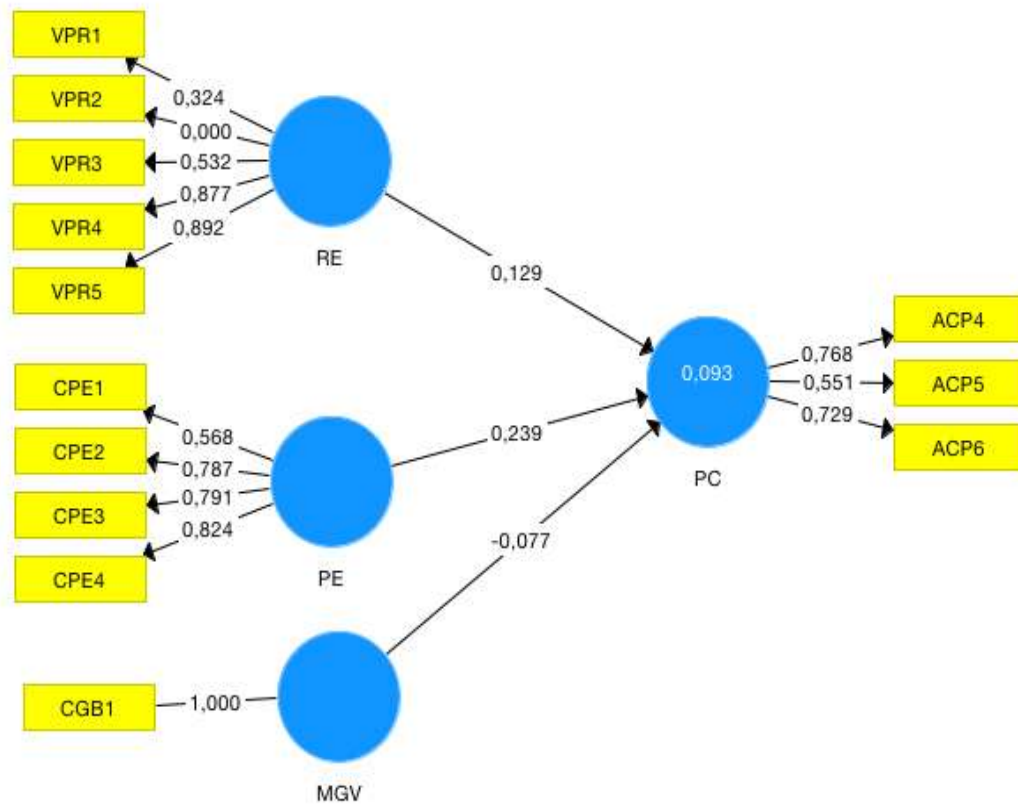 VPR1
VPR2
VPR3
VPR4
VPR5
0,324
0,000
0,532
0,877
0,892
RE
0,129
CPE1
CPE2
CPE3
CPE4
0,568
0,787
0,791
0,824
PE
0,239
CGB1
1,000
MGV
-0,077
0,093
PC
0,768
0,551
0,729
ACP4
ACP5
ACP6